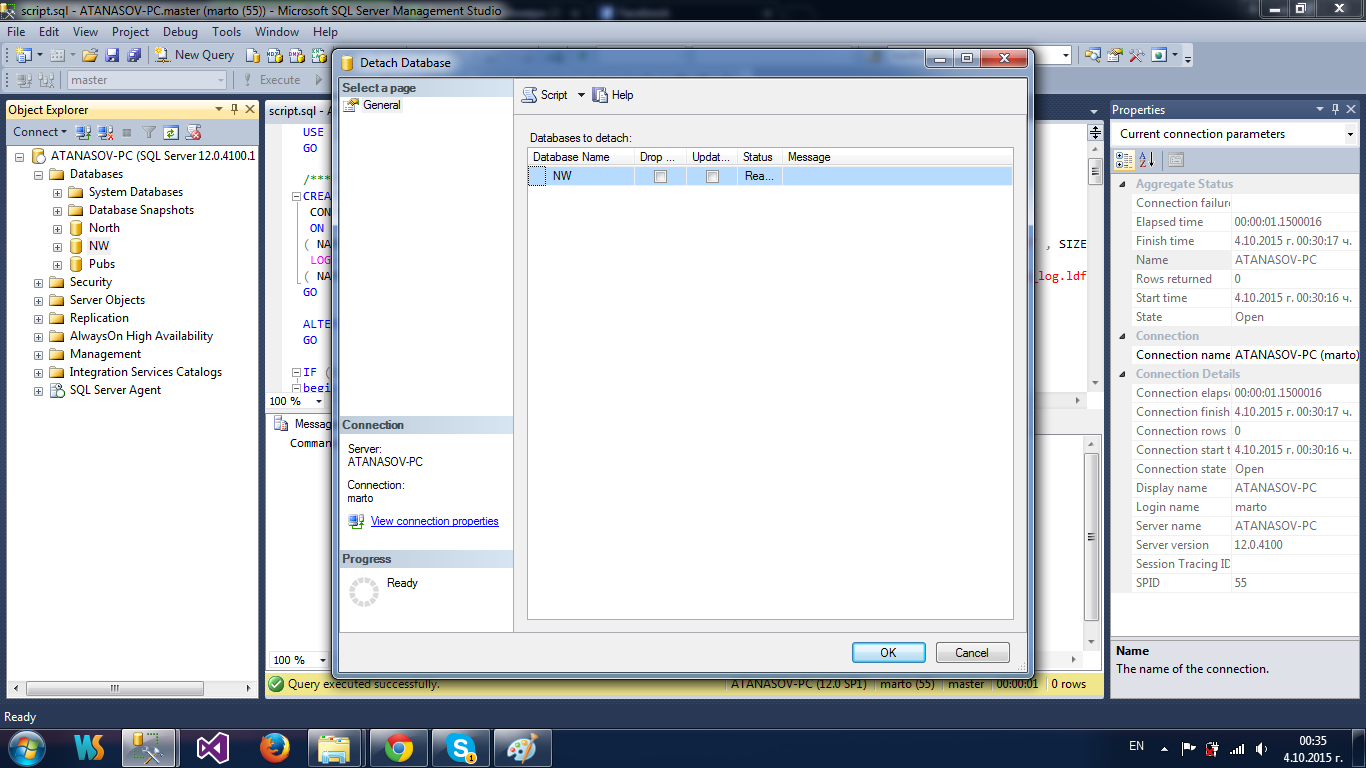 script.sql - ATANASOV-PC.master (marto (55)) - Microsoft SQL Server Management Studio
File Edit View Project Debug Tools Window Help
New Query
master
Execute
Object Explorer
Connect
ATANASOV-PC (SQL Server 12.0.4100.1
Databases
System Databases
Database Snapshots
North
NW
Pubs
Security
Server Objects
Replication
AlwaysOn High Availability
Management
Integration Services Catalogs
SQL Server Agent
script.sql - A
USE
GO
/***
CREA
CON
ON
( NA
, SIZE
LOG
( NA
_log.ldf
GO
ALTE
GO
IF (
begi
100 %
Messag
Comman
100 %
Query executed successfully.
ATANASOV-PC (12.0 SP1)
marto (55)
master
00:00:01
0 rows
Detach Database
Select a page
General
Script
Help
Databases to detach:
Database Name Drop ... Updat... Status Message
NW Rea...
Connection
Server:
ATANASOV-PC
Connection:
marto
View connection properties
Progress
Ready
OK
Cancel
Properties
Current connection parameters
Aggregate Status
Connection failure
Elapsed time 00:00:01.1500016
Finish time 4.10.2015 г. 00:30:17 ч.
Name ATANASOV-PC
Rows returned 0
Start time 4.10.2015 г. 00:30:16 ч.
State Open
Connection
Connection name ATANASOV-PC (marto)
Connection Details
Connection elaps 00:00:01.1500016
Connection finish 4.10.2015 г. 00:30:17 ч.
Connection rows 0
Connection start t 4.10.2015 г. 00:30:16 ч.
Connection state Open
Display name ATANASOV-PC
Login name marto
Server name ATANASOV-PC
Server version 12.0.4100
Session Tracing ID
SPID 55
Name
The name of the connection.
Ready
EN
00:35
4.10.2015 г.